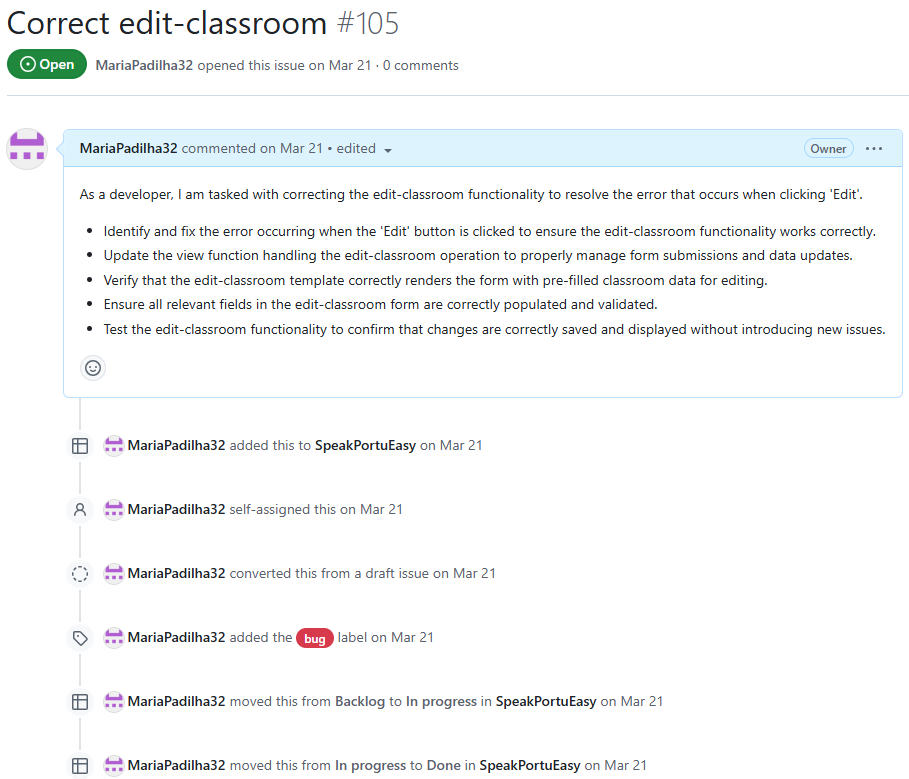 Correct edit-classroom #105
Open MariaPadilha32 opened this issue on Mar 21 · 0 comments
MariaPadilha32 commented on Mar 21 • edited Owner
As a developer, I am tasked with correcting the edit-classroom functionality to resolve the error that occurs when clicking 'Edit'.
• Identify and fix the error occurring when the 'Edit' button is clicked to ensure the edit-classroom functionality works correctly.
• Update the view function handling the edit-classroom operation to properly manage form submissions and data updates.
• Verify that the edit-classroom template correctly renders the form with pre-filled classroom data for editing.
• Ensure all relevant fields in the edit-classroom form are correctly populated and validated.
• Test the edit-classroom functionality to confirm that changes are correctly saved and displayed without introducing new issues.
MariaPadilha32 added this to SpeakPortuEasy on Mar 21
MariaPadilha32 self-assigned this on Mar 21
MariaPadilha32 converted this from a draft issue on Mar 21
MariaPadilha32 added the bug label on Mar 21
MariaPadilha32 moved this from Backlog to In progress in SpeakPortuEasy on Mar 21
MariaPadilha32 moved this from In progress to Done in SpeakPortuEasy on Mar 21